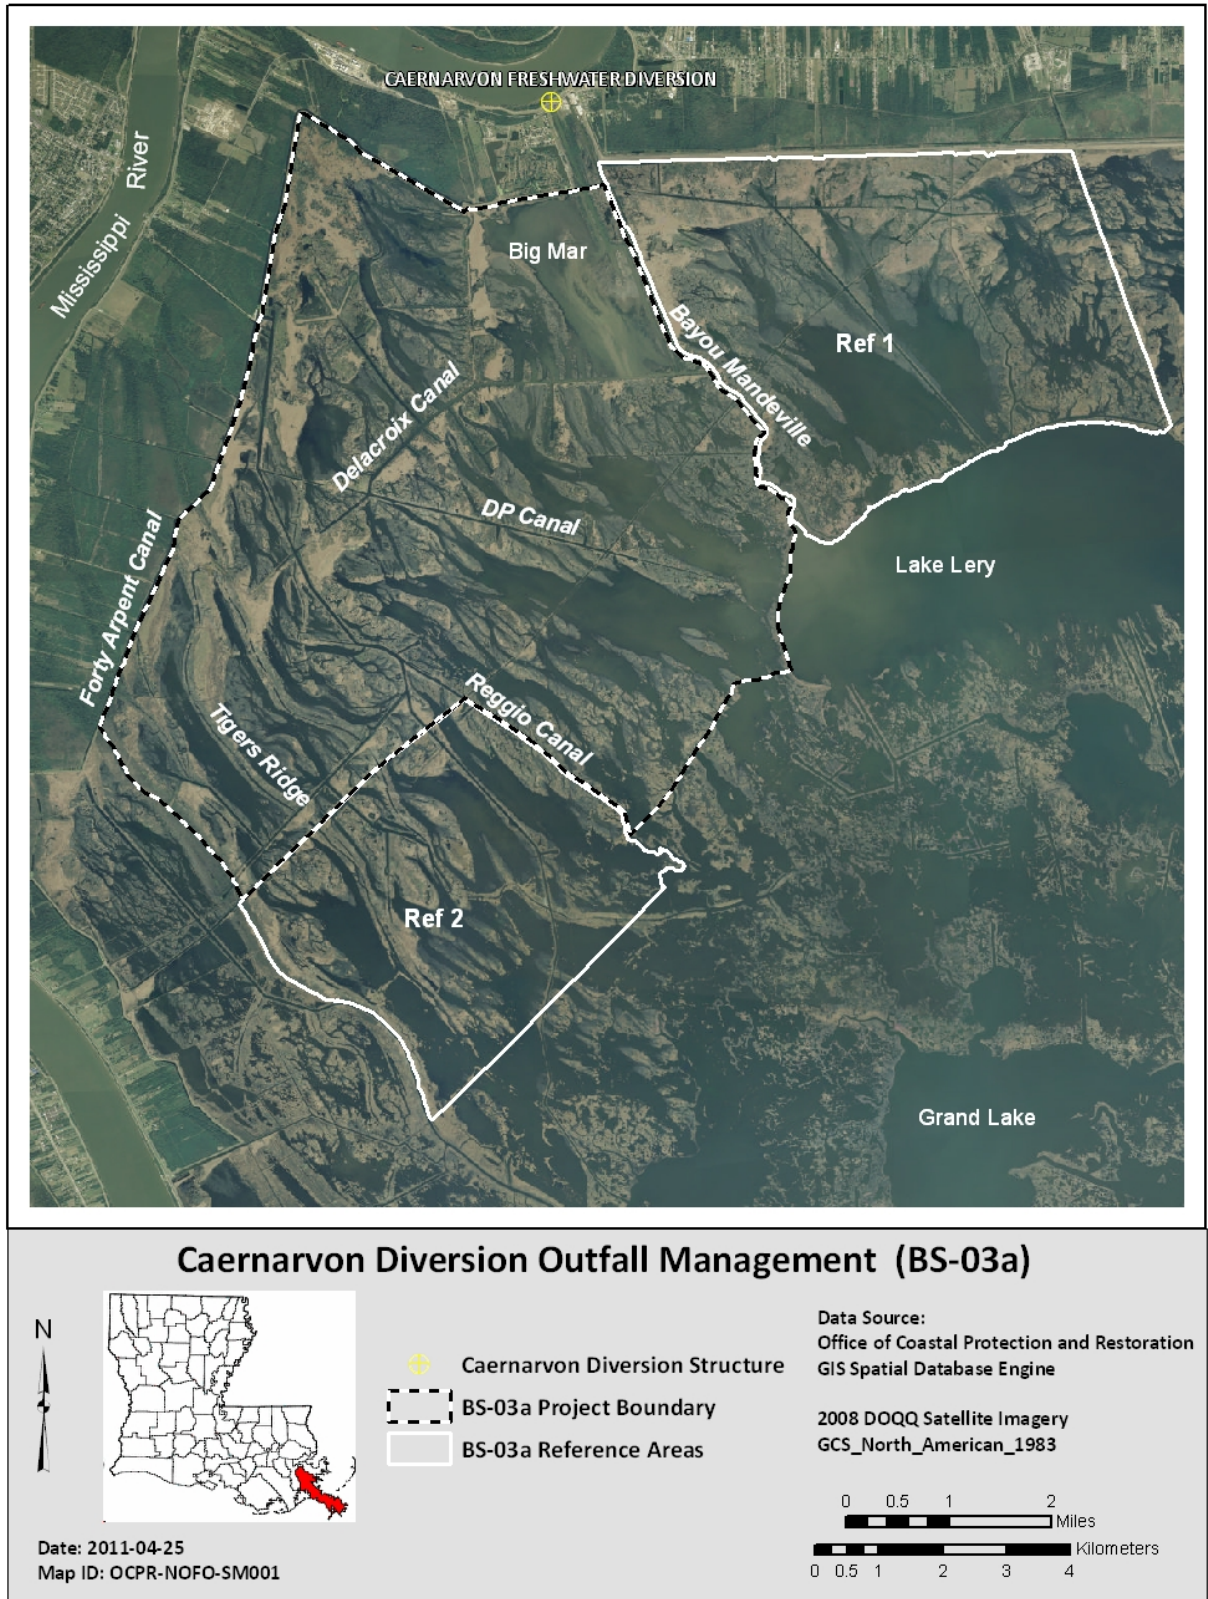 CAERNARVON FRESHWATER DIVERSION
Mississippi River
Big Mar
Bayou Mandeville
Ref 1
Delacroix Canal
DP Canal
Lake Lery
Forty Arpent Canal
Tigers Ridge
Reggio Canal
Ref 2
Grand Lake
Caernarvon Diversion Outfall Management (BS-03a)
N
Caernarvon Diversion Structure
BS-03a Project Boundary
BS-03a Reference Areas
Data Source:
Office of Coastal Protection and Restoration
GIS Spatial Database Engine
2008 DOQQ Satellite Imagery
GCS_North_American_1983
0 0.5 1 2
Miles
Kilometers
0 0.5 1 2 3 4
Date: 2011-04-25
Map ID: OCPR-NOFO-SM001